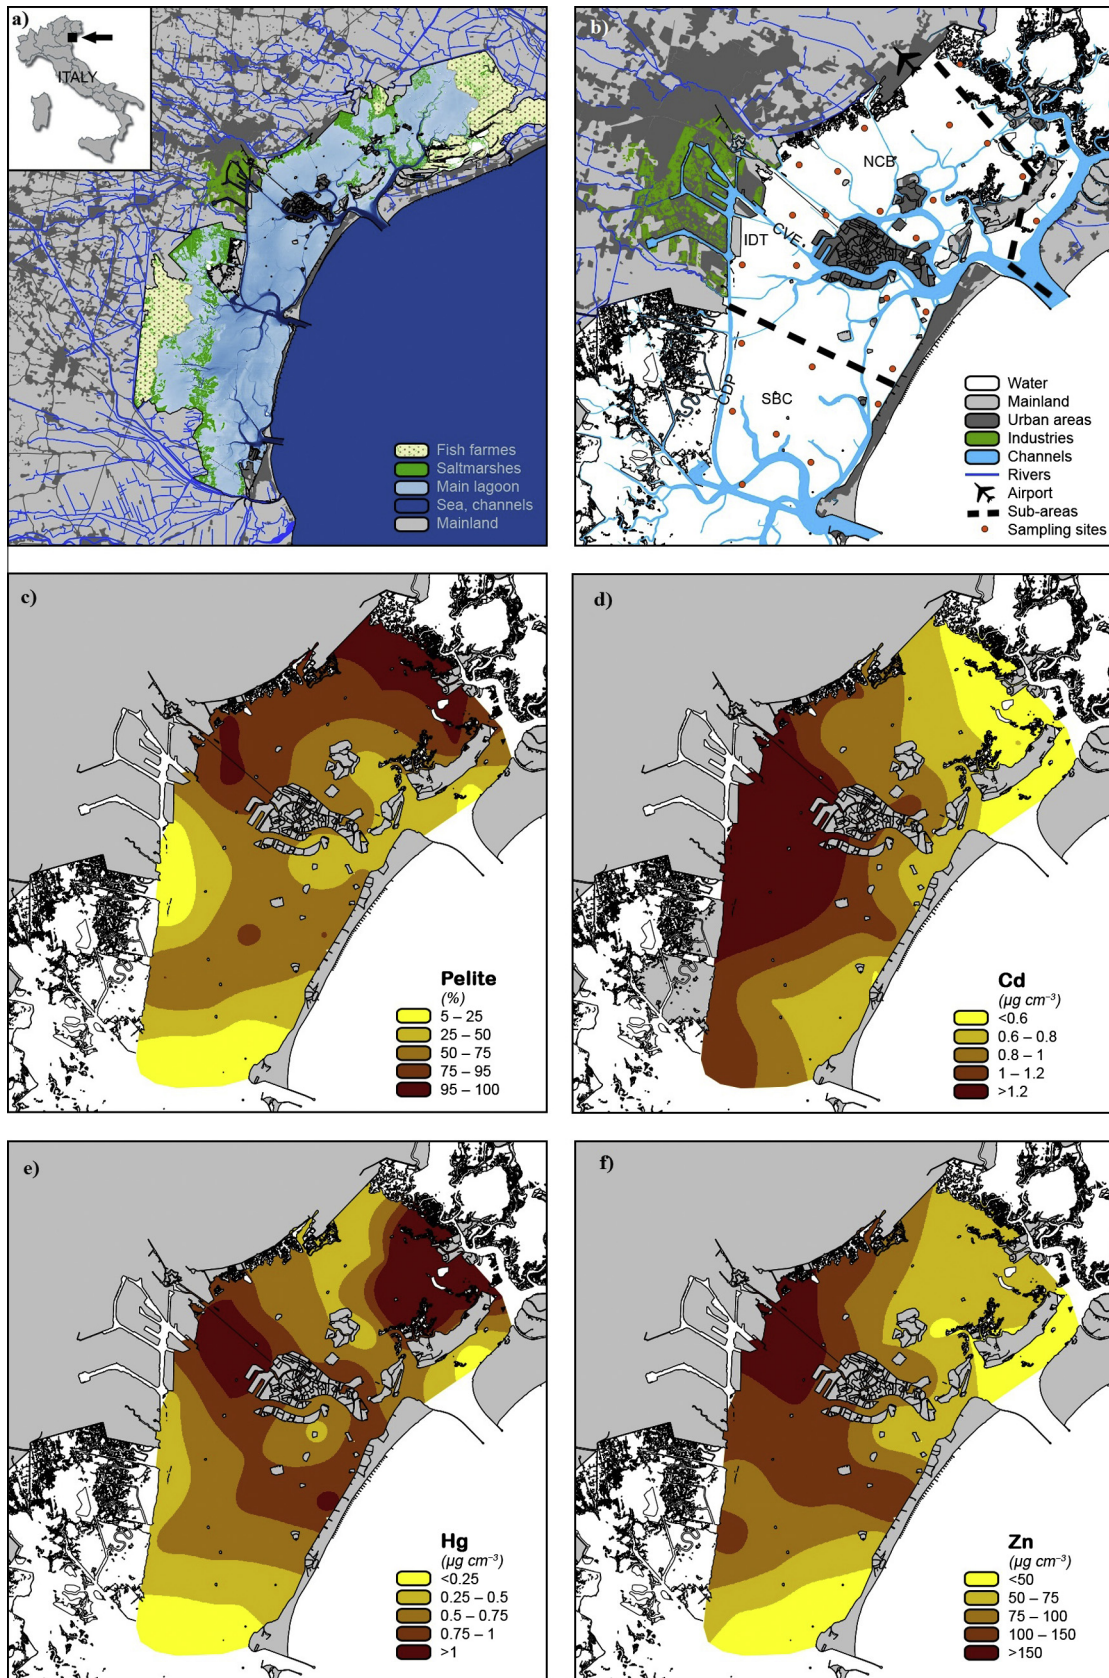 a)
ITALY
Fish farmes
Saltmarshes
Main lagoon
Sea, channels
Mainland
b)
NCB
IDT
CVE
COP
SBC
Water
Mainland
Urban areas
Industries
Channels
Rivers
Airport
Sub-areas
Sampling sites
c)
Pelite
(%)
5 – 25
25 – 50
50 – 75
75 – 95
95 – 100
d)
Cd
(µg cm⁻³)
<0.6
0.6 – 0.8
0.8 – 1
1 – 1.2
>1.2
e)
Hg
(µg cm⁻³)
<0.25
0.25 – 0.5
0.5 – 0.75
0.75 – 1
>1
f)
Zn
(µg cm⁻³)
<50
50 – 75
75 – 100
100 – 150
>150